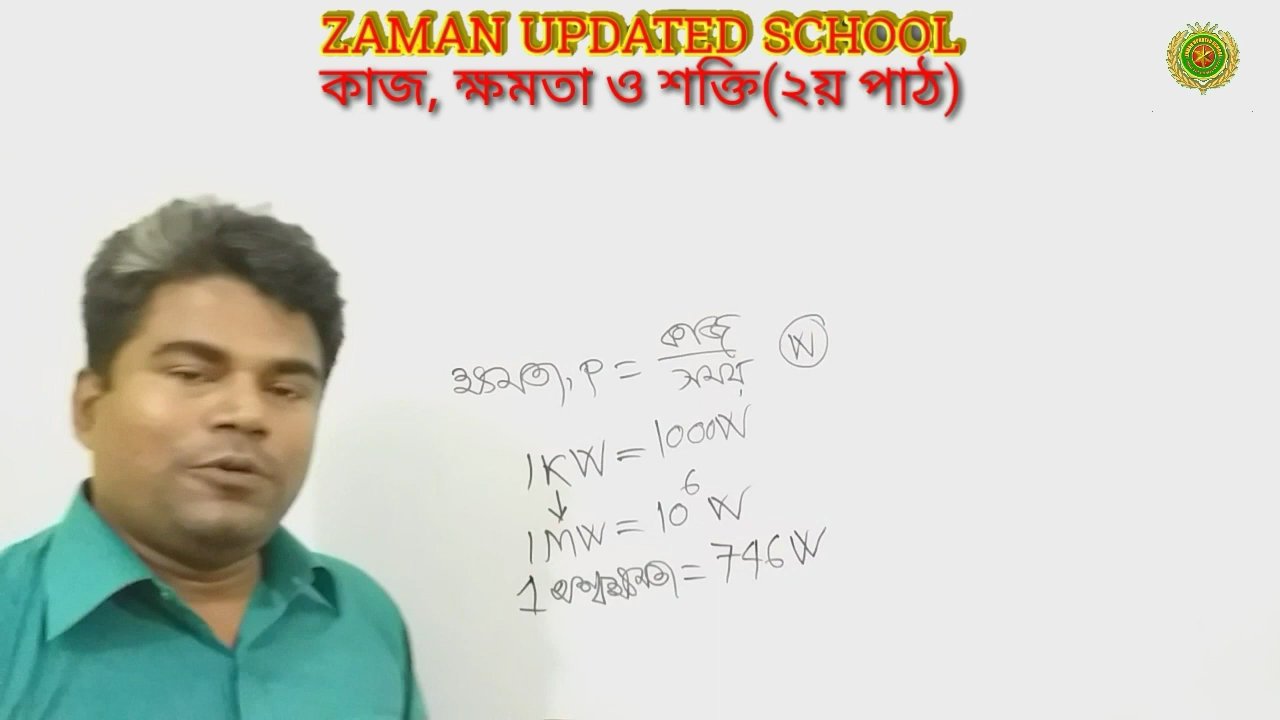 ZAMAN UPDATED SCHOOL
কাজ, ক্ষমতা ও শক্তি(২য় পাঠ)
ক্ষমতা, P = কাজ / সময় W
1KW = 1000W
↓
1MW = 10⁶ W
1 অশ্বক্ষমতা = 746W